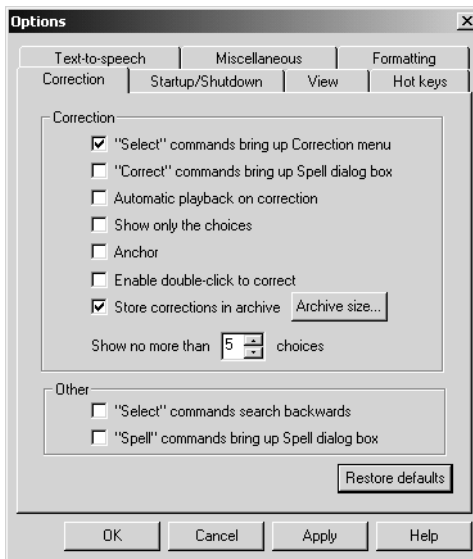 Options
Text-to-speech Miscellaneous Formatting
Correction Startup/Shutdown View Hot keys
Correction
"Select" commands bring up Correction menu
"Correct" commands bring up Spell dialog box
Automatic playback on correction
Show only the choices
Anchor
Enable double-click to correct
Store corrections in archive Archive size...
Show no more than 5 choices
Other
"Select" commands search backwards
"Spell" commands bring up Spell dialog box
Restore defaults
OK Cancel Apply Help